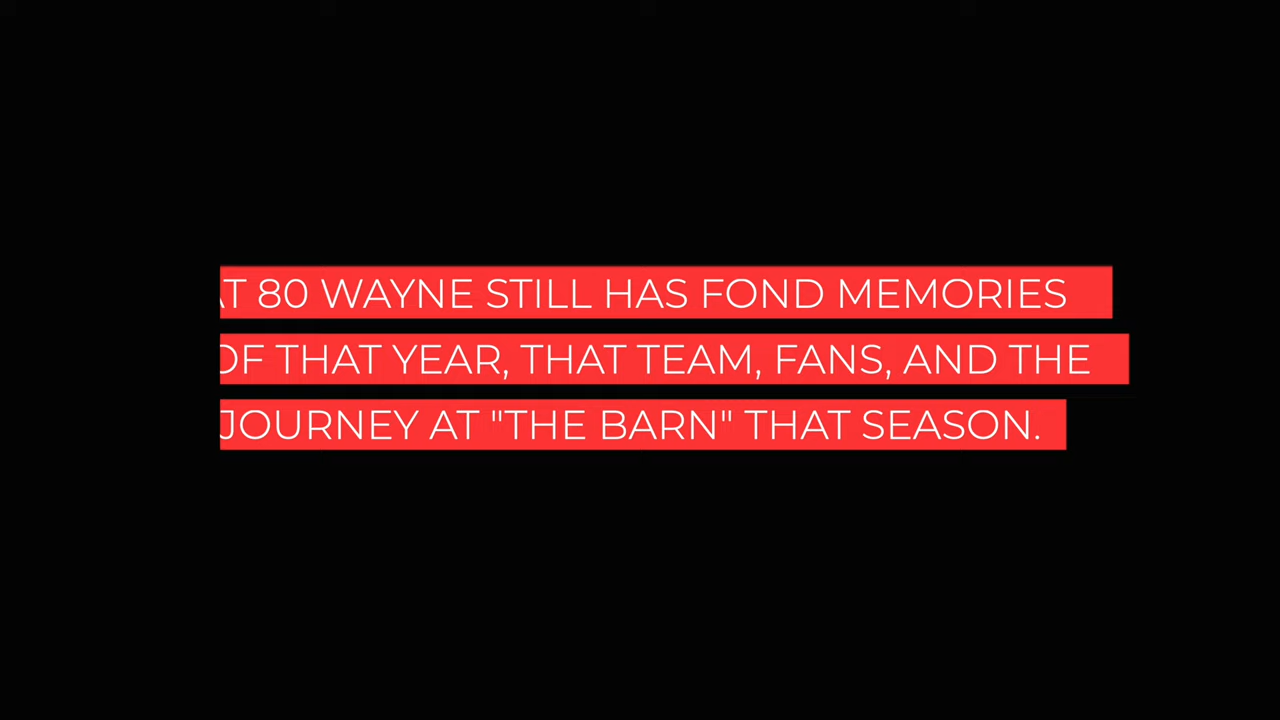 AT 80 WAYNE STILL HAS FOND MEMORIES
OF THAT YEAR, THAT TEAM, FANS, AND THE
JOURNEY AT "THE BARN" THAT SEASON.